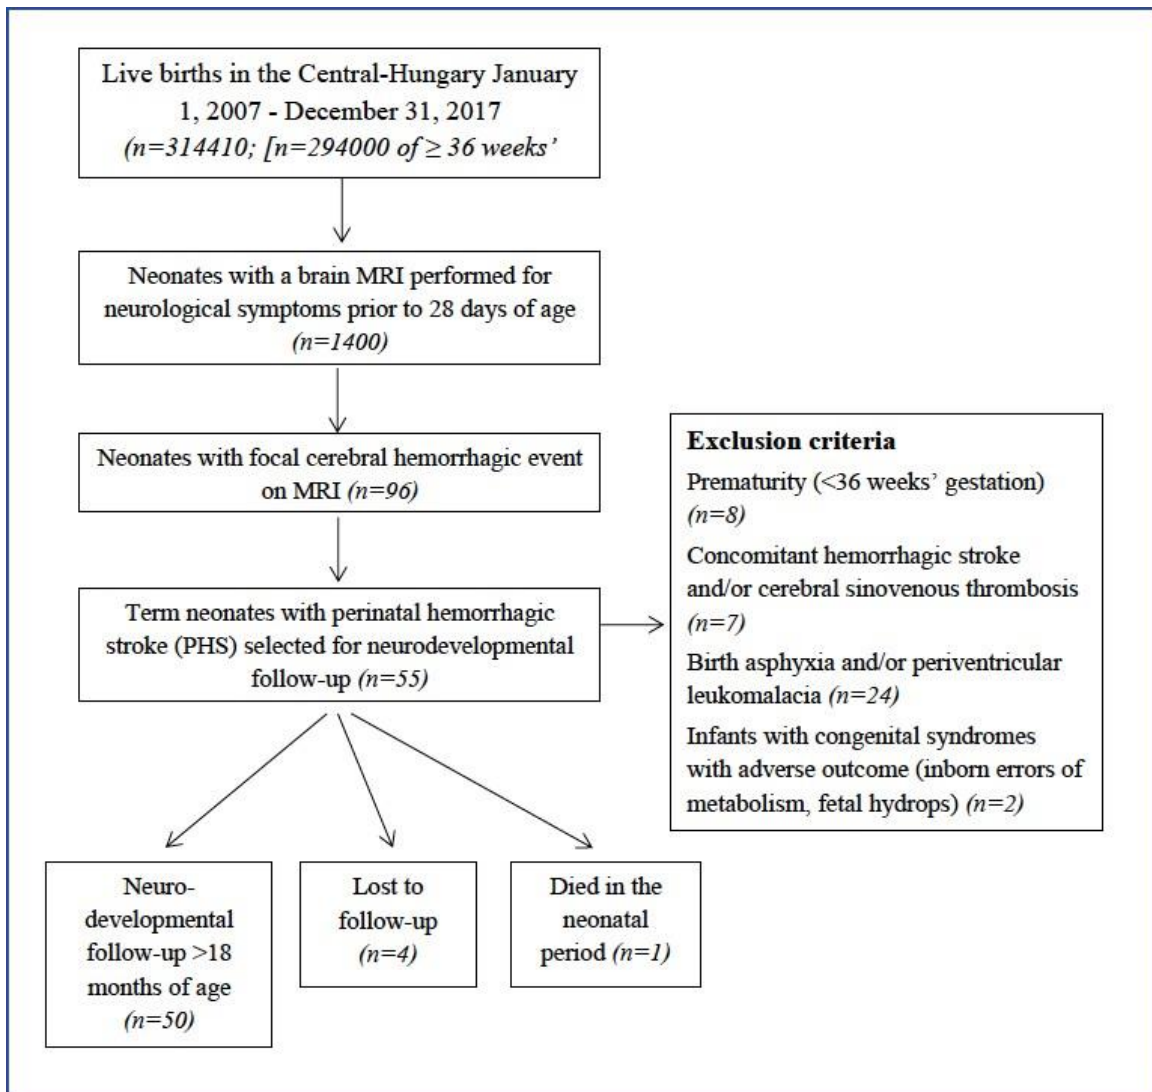 Live births in the Central-Hungary January
1, 2007 - December 31, 2017
(n=314410; [n=294000 of ≥ 36 weeks’
Neonates with a brain MRI performed for
neurological symptoms prior to 28 days of age
(n=1400)
Neonates with focal cerebral hemorrhagic event
on MRI (n=96)
Term neonates with perinatal hemorrhagic
stroke (PHS) selected for neurodevelopmental
follow-up (n=55)
Exclusion criteria
Prematurity (<36 weeks’ gestation)
(n=8)
Concomitant hemorrhagic stroke
and/or cerebral sinovenous thrombosis
(n=7)
Birth asphyxia and/or periventricular
leukomalacia (n=24)
Infants with congenital syndromes
with adverse outcome (inborn errors of
metabolism, fetal hydrops) (n=2)
Neuro-
developmental
follow-up >18
months of age
(n=50)
Lost to
follow-up
(n=4)
Died in the
neonatal
period (n=1)